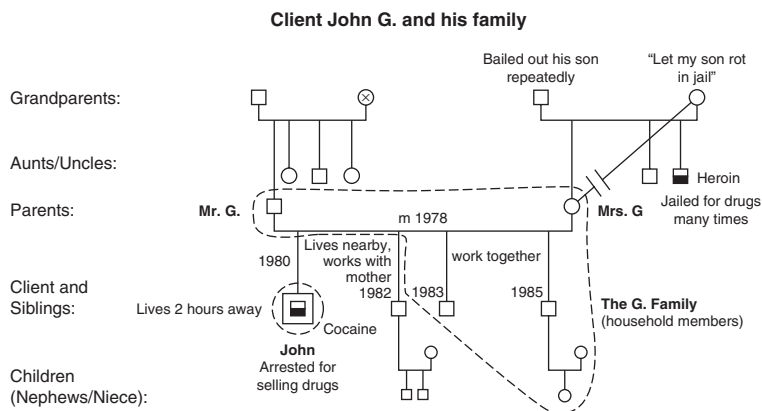 Client John G. and his family
Bailed out his son
repeatedly
“Let my son rot
in jail”
Grandparents:
Aunts/Uncles:
Heroin
Jailed for drugs
many times
Parents:
Mr. G.
m 1978
Mrs. G
1980
Lives nearby,
works with
mother
1982
1983
work together
1985
Client and
Siblings:
Lives 2 hours away
The G. Family
(household members)
Cocaine
John
Arrested for
selling drugs
Children
(Nephews/Niece):